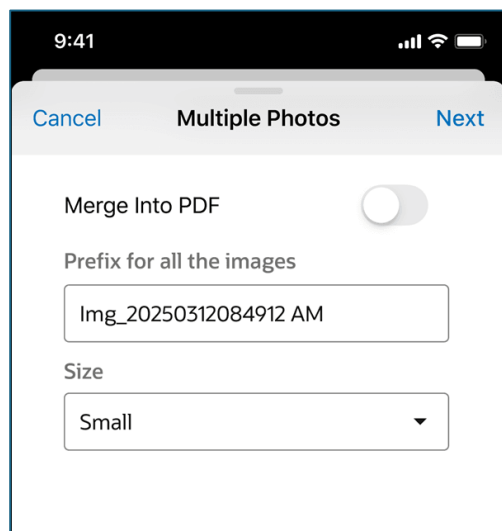 9:41
Cancel Multiple Photos Next
Merge Into PDF
Prefix for all the images
Img_20250312084912 AM
Size
Small